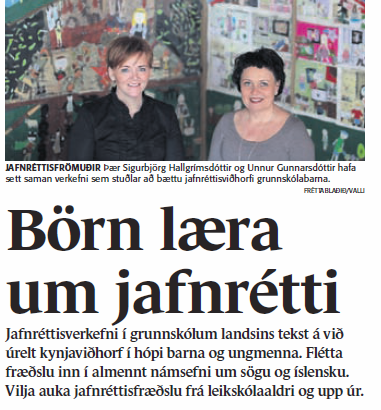 JAFNRÉTTISFRÖMUÐIR Þær Sigurbjörg Hallgrímsdóttir og Unnur Gunnarsdóttir hafa
sett saman verkefni sem stuðlar að bættu jafnréttisviðhorfi grunnskólabarna.
FRÉTTABLAÐIÐ/VALLI
Börn læra
um jafnrétti
Jafnréttisverkefni í grunnskólum landsins tekst á við
úrelt kynjaviðhorf í hópi barna og ungmenna. Flétta
fræðslu inn í almennt námsefni um sögu og íslensku.
Vilja auka jafnréttisfræðslu frá leikskólaaldri og upp úr.